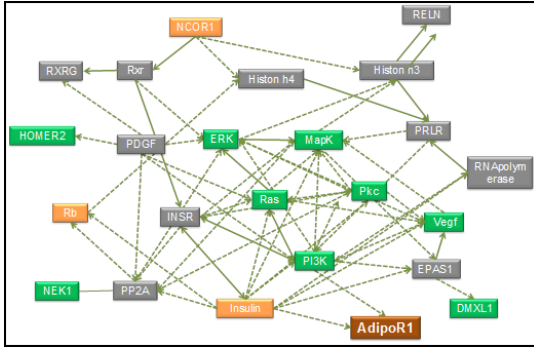 RELN
NCOR1
RXRG
Rxr
Histon h4
Histon n3
HOMER2
PDGF
ERK
MapK
PRLR
RNApolym
erase
Rb
INSR
Ras
Pkc
Vegf
PI3K
EPAS1
NEK1
PP2A
Insulin
DMXL1
AdipoR1